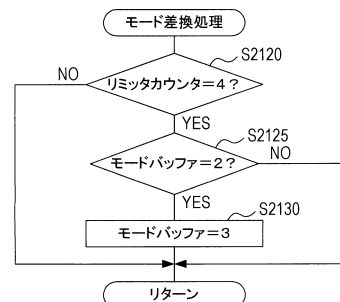 モード差換処理
S2120
NO
リミッタカウンタ=4?
YES
S2125
モードバッファ=2?
NO
YES
S2130
モードバッファ=3
リターン